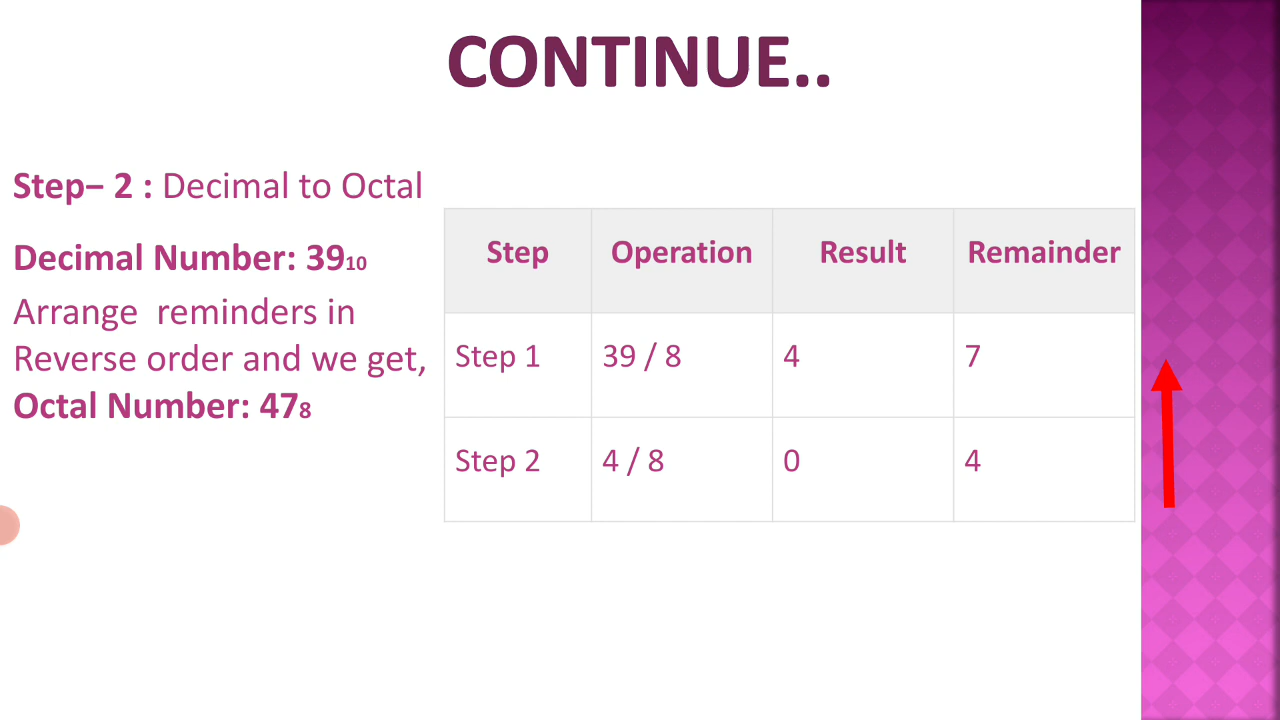 CONTINUE..
Step– 2 : Decimal to Octal
Decimal Number: 39₁₀
Arrange  reminders in
Reverse order and we get,
Octal Number: 47₈
Step Operation Result Remainder
Step 1 39 / 8 4 7
Step 2 4 / 8 0 4